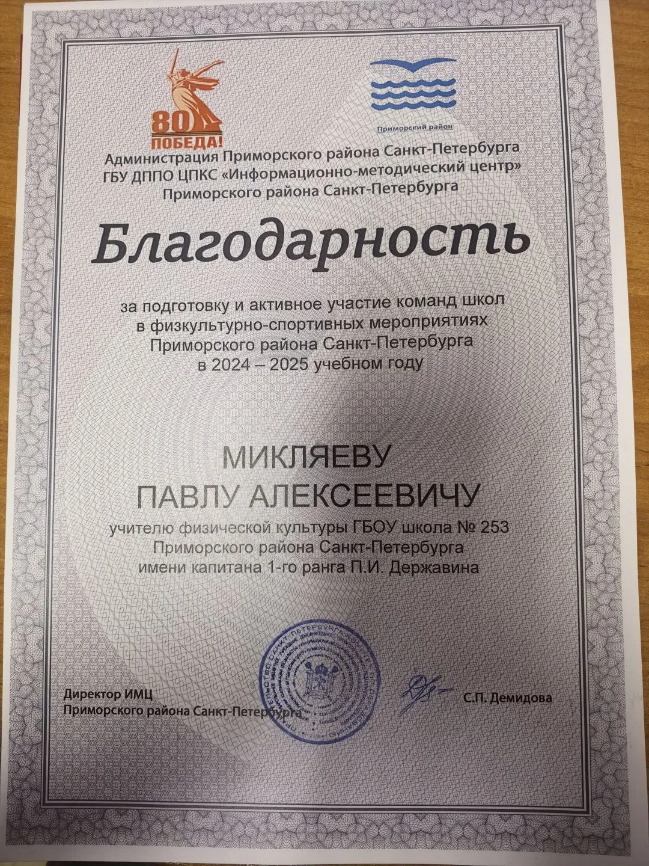 80
ПОБЕДА!
Приморский район
Администрация Приморского района Санкт-Петербурга
ГБУ ДППО ЦПКС «Информационно-методический центр»
Приморского района Санкт-Петербурга
Благодарность
за подготовку и активное участие команд школ
в физкультурно-спортивных мероприятиях
Приморского района Санкт-Петербурга
в 2024 – 2025 учебном году
МИКЛЯЕВУ
ПАВЛУ АЛЕКСЕЕВИЧУ
учителю физической культуры ГБОУ школа № 253
Приморского района Санкт-Петербурга
имени капитана 1-го ранга П.И. Державина
Директор ИМЦ
Приморского района Санкт-Петербурга
С.П. Демидова